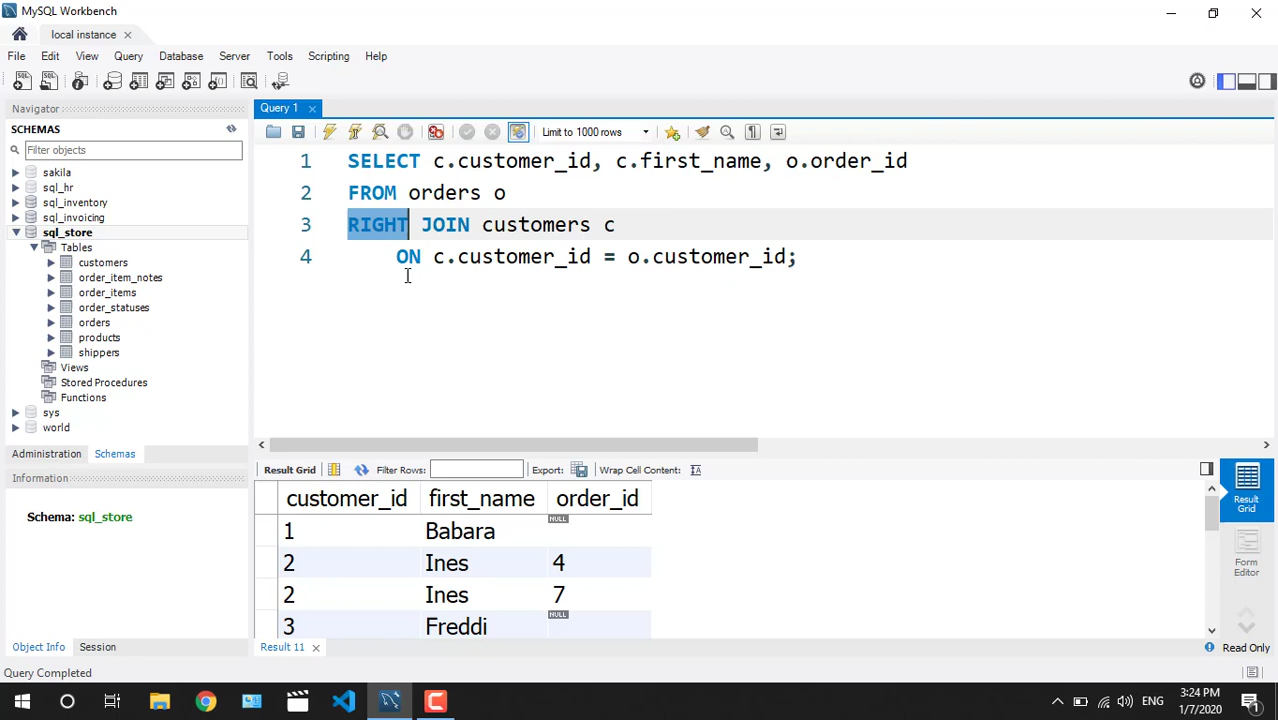 MySQL Workbench
local instance
File Edit View Query Database Server Tools Scripting Help
Navigator
SCHEMAS
Filter objects
sakila
sql_hr
sql_inventory
sql_invoicing
sql_store
Tables
customers
order_item_notes
order_items
order_statuses
orders
products
shippers
Views
Stored Procedures
Functions
sys
world
Administration Schemas
Information
Schema: sql_store
Object Info Session
Query 1
Limit to 1000 rows
1 SELECT c.customer_id, c.first_name, o.order_id
2 FROM orders o
3 RIGHT JOIN customers c
4 ON c.customer_id = o.customer_id;
Result Grid Filter Rows: Export: Wrap Cell Content:
customer_id first_name order_id
1 Babara NULL
2 Ines 4
2 Ines 7
3 Freddi NULL
Result Grid
Form Editor
Result 11 Read Only
Query Completed
ENG
3:24 PM
1/7/2020